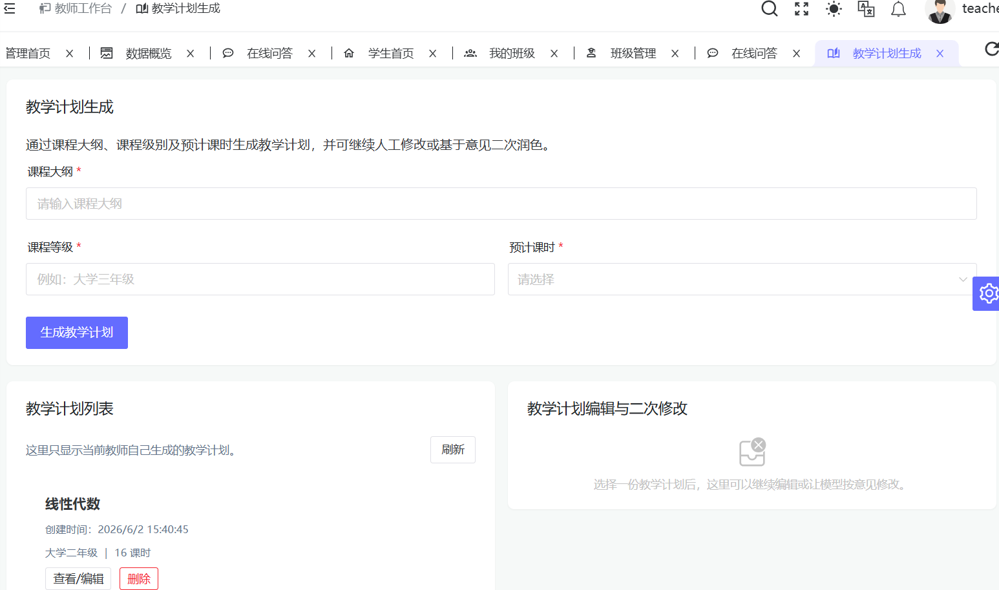 教师工作台 / 教学计划生成
teache
管理首页 数据概览 在线问答 学生首页 我的班级 班级管理 在线问答 教学计划生成
教学计划生成
通过课程大纲、课程级别及预计课时生成教学计划，并可继续人工修改或基于意见二次润色。
课程大纲 *
请输入课程大纲
课程等级 *
预计课时 *
例如：大学三年级
请选择
生成教学计划
教学计划列表
教学计划编辑与二次修改
这里只显示当前教师自己生成的教学计划。
刷新
选择一份教学计划后，这里可以继续编辑或让模型按意见修改。
线性代数
创建时间：2026/6/2 15:40:45
大学二年级 | 16 课时
查看/编辑 删除